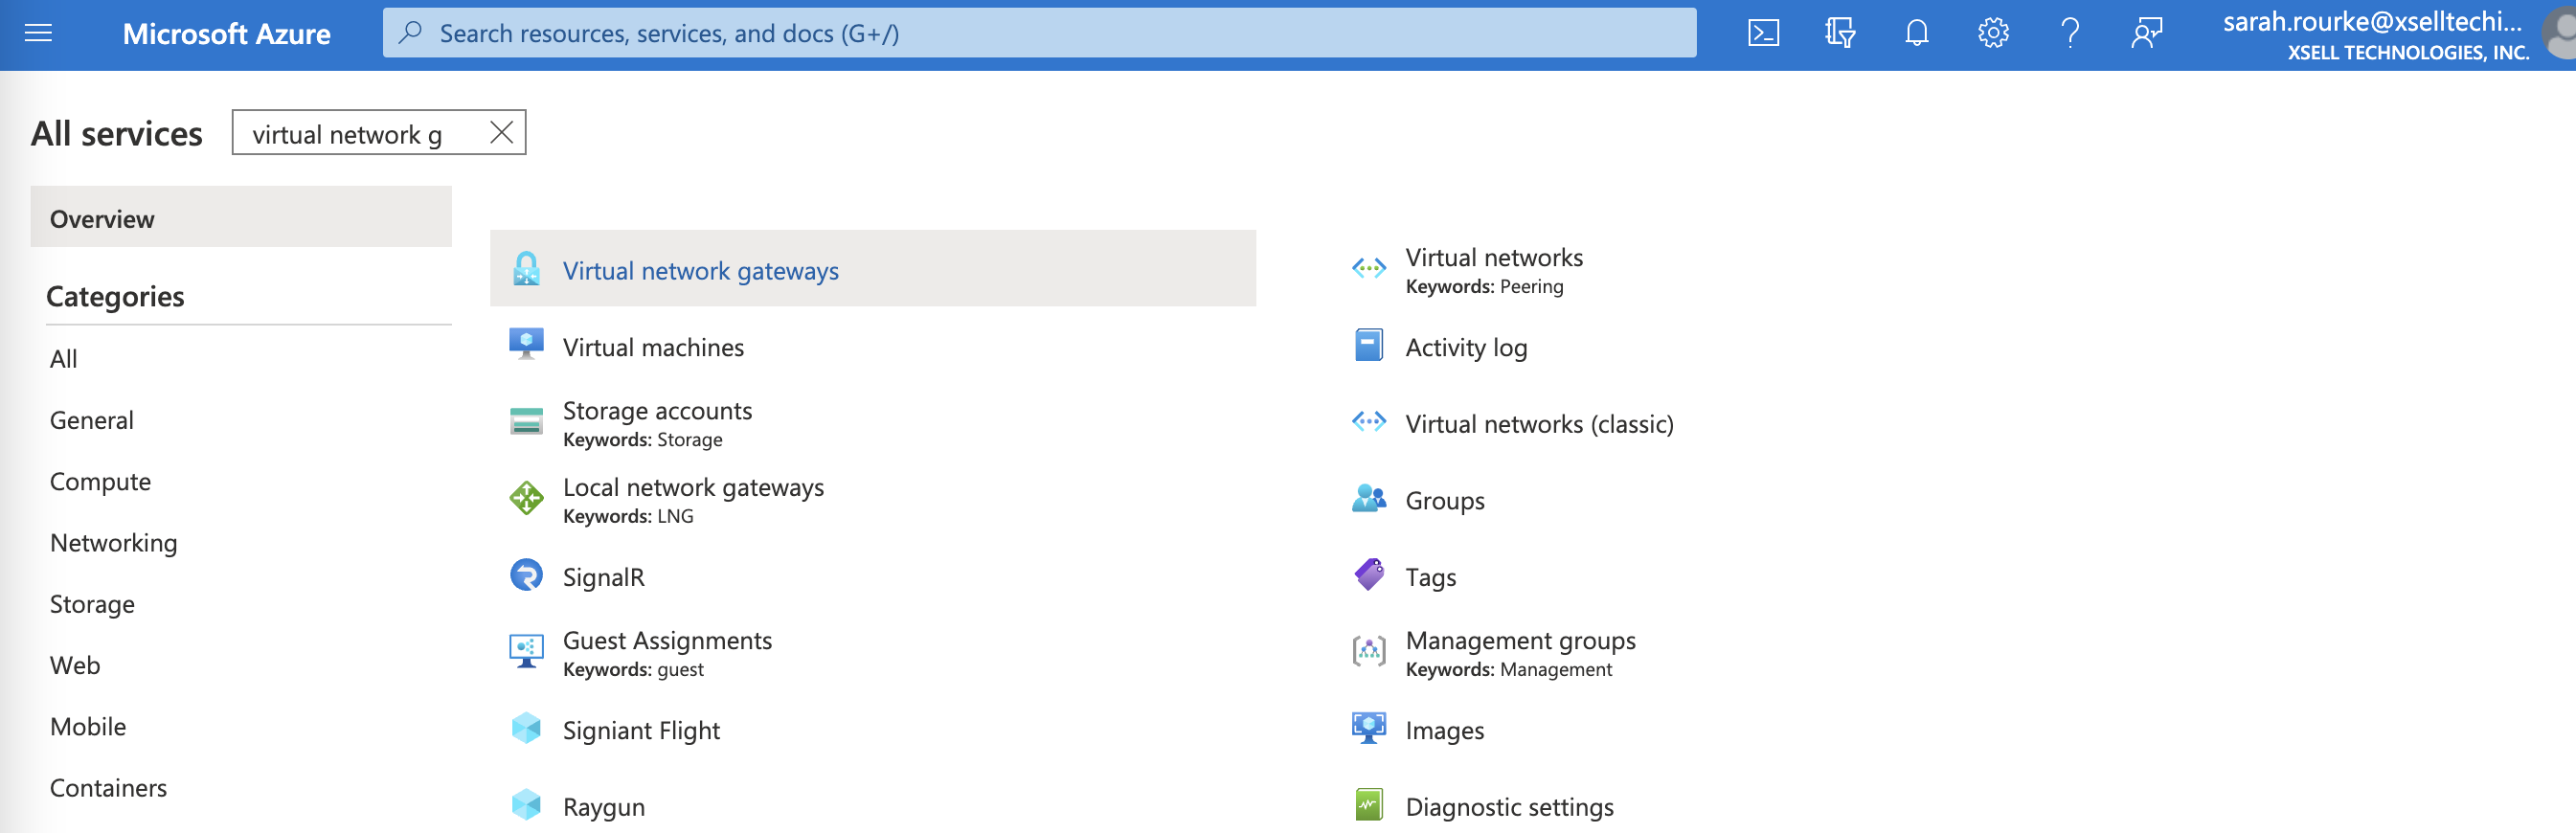 Microsoft Azure
Search resources, services, and docs (G+/)
sarah.rourke@xselltechi...
XSELL TECHNOLOGIES, INC.
All services
virtual network g
Overview
Categories
All
General
Compute
Networking
Storage
Web
Mobile
Containers
Virtual network gateways
Virtual machines
Storage accounts
Keywords: Storage
Local network gateways
Keywords: LNG
SignalR
Guest Assignments
Keywords: guest
Signiant Flight
Raygun
Virtual networks
Keywords: Peering
Activity log
Virtual networks (classic)
Groups
Tags
Management groups
Keywords: Management
Images
Diagnostic settings